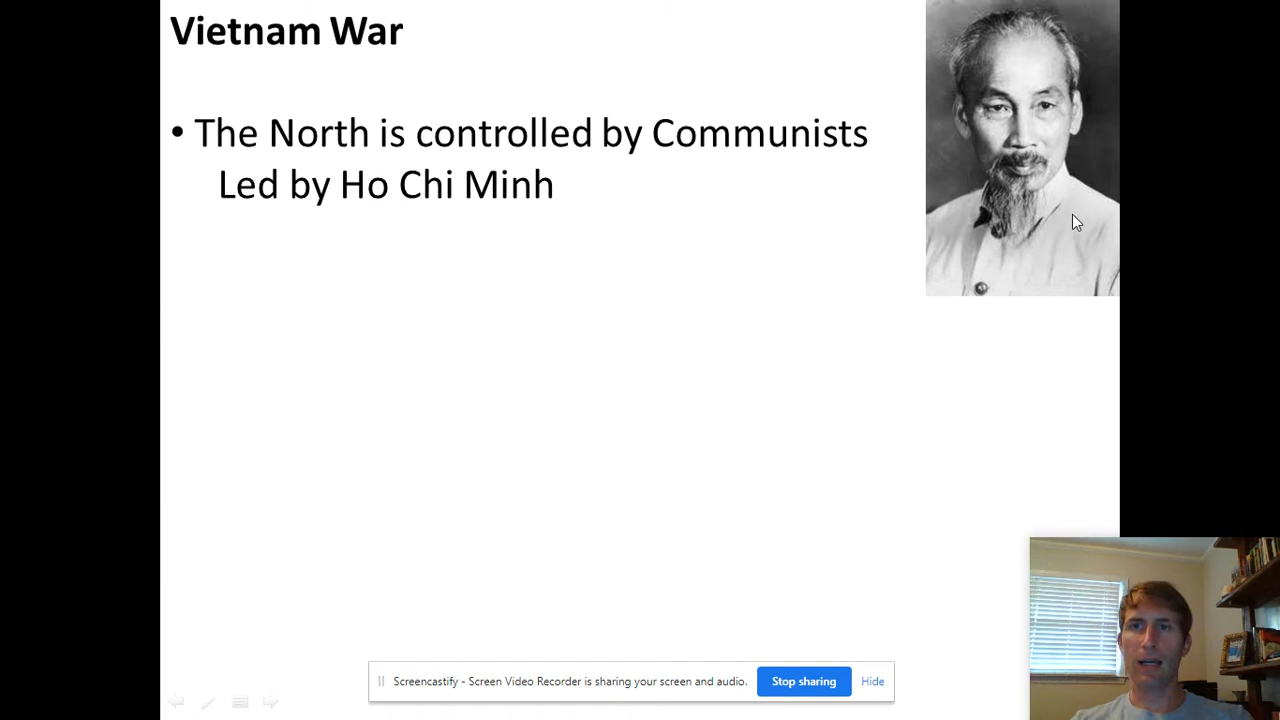 Vietnam War
• The North is controlled by Communists
Led by Ho Chi Minh
Screencastify - Screen Video Recorder is sharing your screen and audio.
Stop sharing
Hide